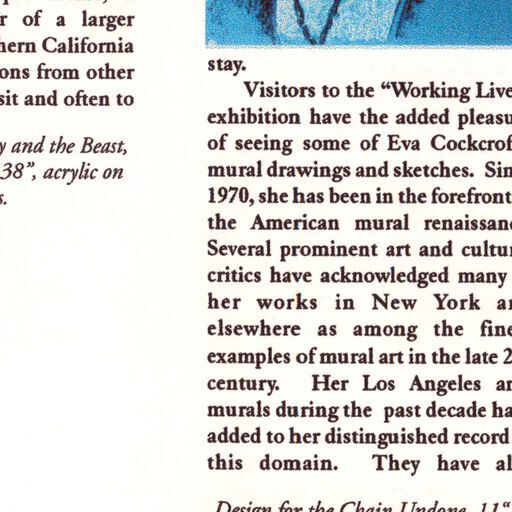 r of a larger
hern California
ons from other
sit and often to
y and the Beast,
38”, acrylic on
s.
stay.
Visitors to the “Working Live
exhibition have the added pleasu
of seeing some of Eva Cockcrof
mural drawings and sketches. Sin
1970, she has been in the forefront
the American mural renaissanc
Several prominent art and cultur
critics have acknowledged many
her works in New York an
elsewhere as among the fine
examples of mural art in the late 2
century. Her Los Angeles ar
murals during the past decade ha
added to her distinguished record
this domain. They have al
Design for the Chain Undone, 11“